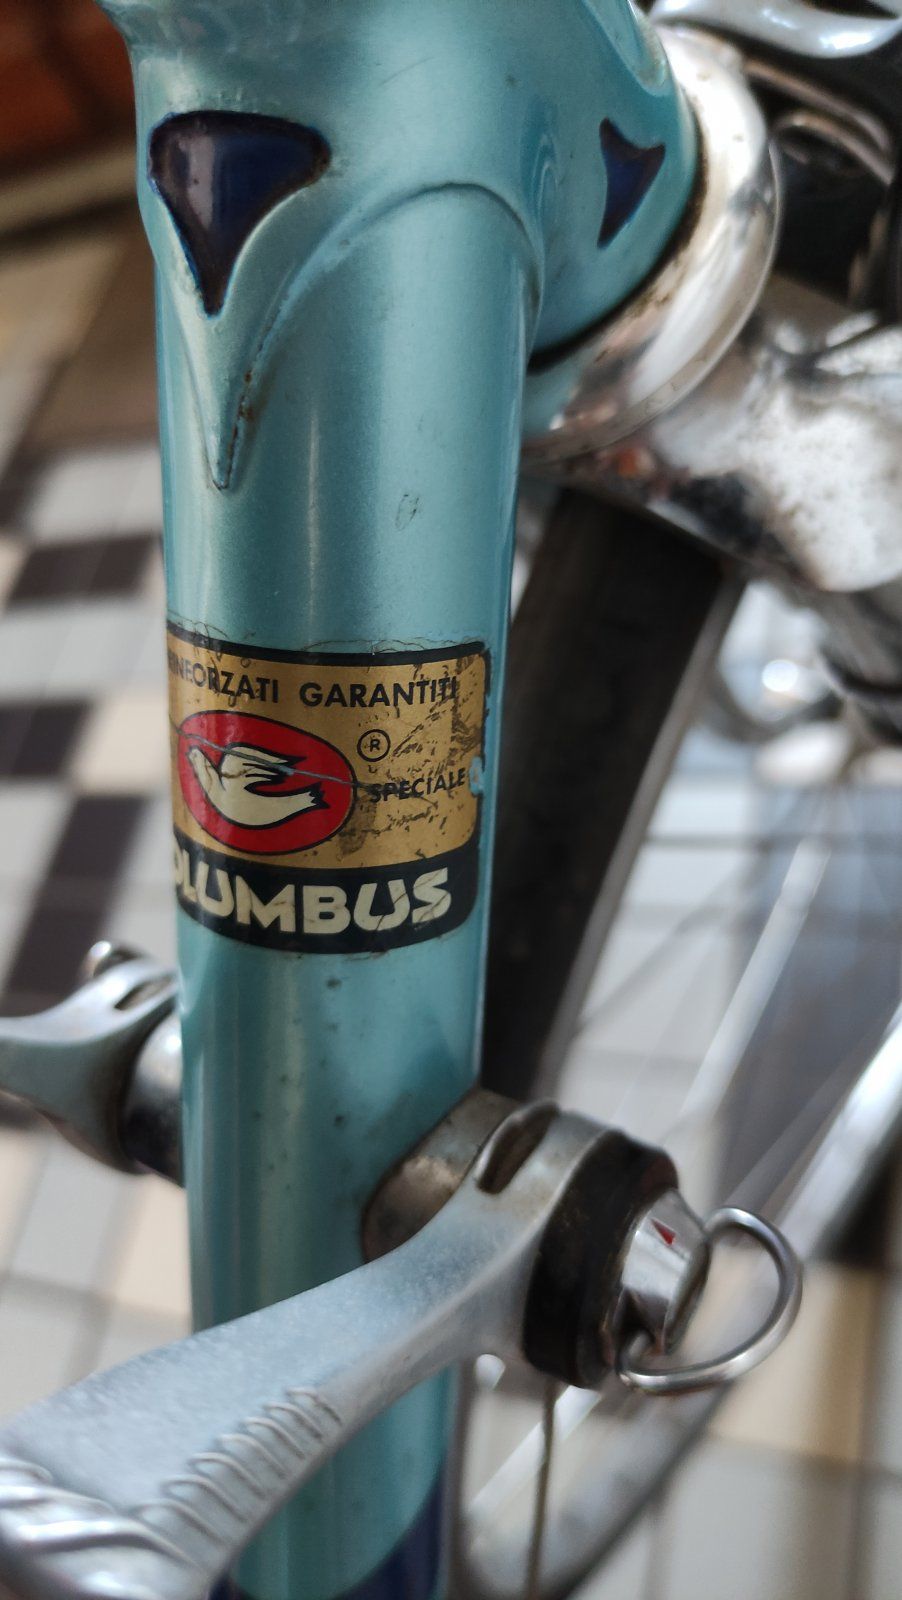 RINFORZATI GARANTITI
®
SPECIALE
OLUMBUS